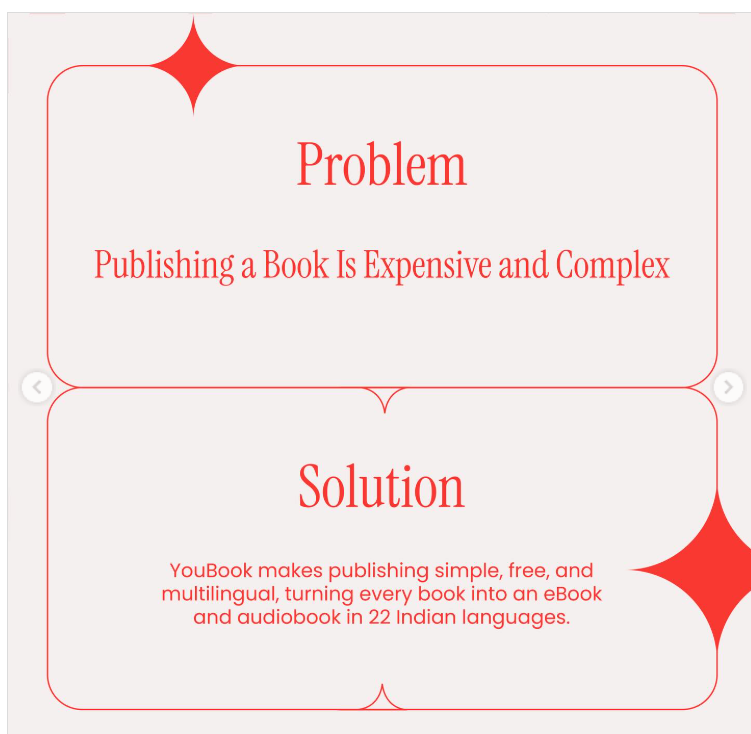 Problem
Publishing a Book Is Expensive and Complex
Solution
YouBook makes publishing simple, free, and
multilingual, turning every book into an eBook
and audiobook in 22 Indian languages.